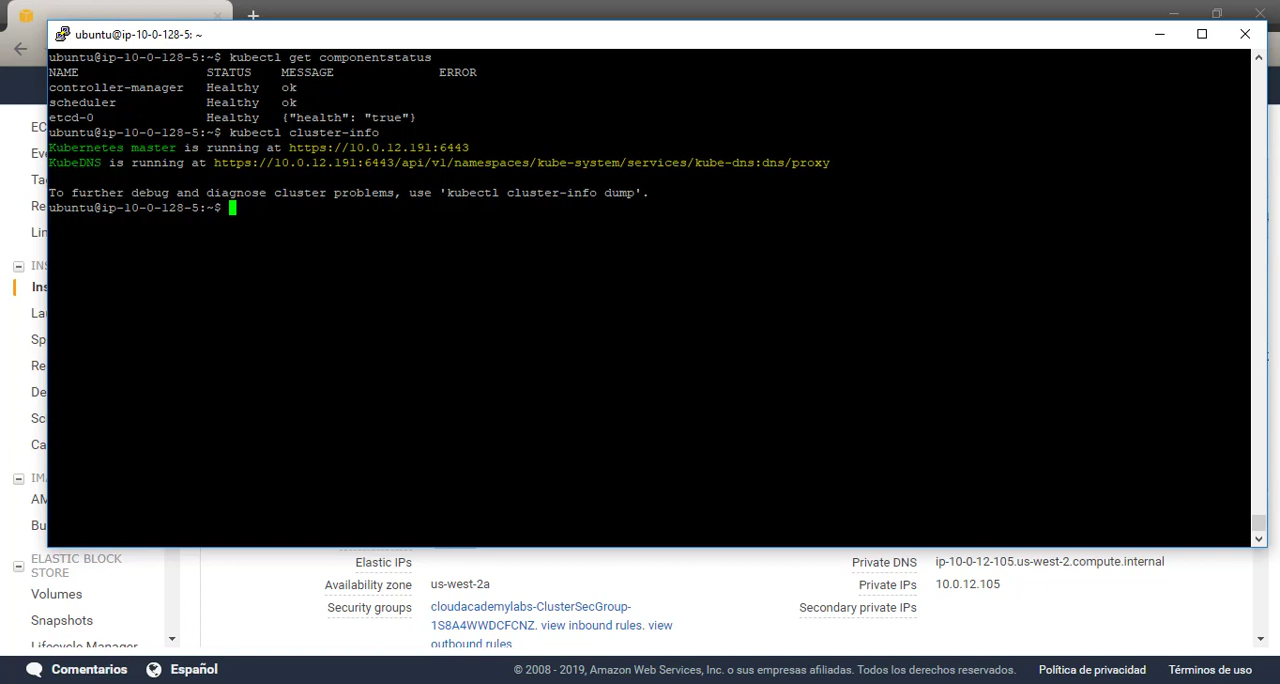 ubuntu@ip-10-0-128-5: ~
ubuntu@ip-10-0-128-5:~$ kubectl get componentstatus
NAME STATUS MESSAGE ERROR
controller-manager Healthy ok
scheduler Healthy ok
etcd-0 Healthy {"health": "true"}
ubuntu@ip-10-0-128-5:~$ kubectl cluster-info
Kubernetes master is running at https://10.0.12.191:6443
KubeDNS is running at https://10.0.12.191:6443/api/v1/namespaces/kube-system/services/kube-dns:dns/proxy
To further debug and diagnose cluster problems, use 'kubectl cluster-info dump'.
ubuntu@ip-10-0-128-5:~$
ELASTIC BLOCK
STORE
Volumes
Snapshots
Lifecycle Manager
Elastic IPs
Availability zone us-west-2a
Security groups cloudacademylabs-ClusterSecGroup-
1S8A4WWDCFCNZ. view inbound rules. view
outbound rules
Private DNS ip-10-0-12-105.us-west-2.compute.internal
Private IPs 10.0.12.105
Secondary private IPs
Comentarios Español © 2008 - 2019, Amazon Web Services, Inc. o sus empresas afiliadas. Todos los derechos reservados. Política de privacidad Términos de uso